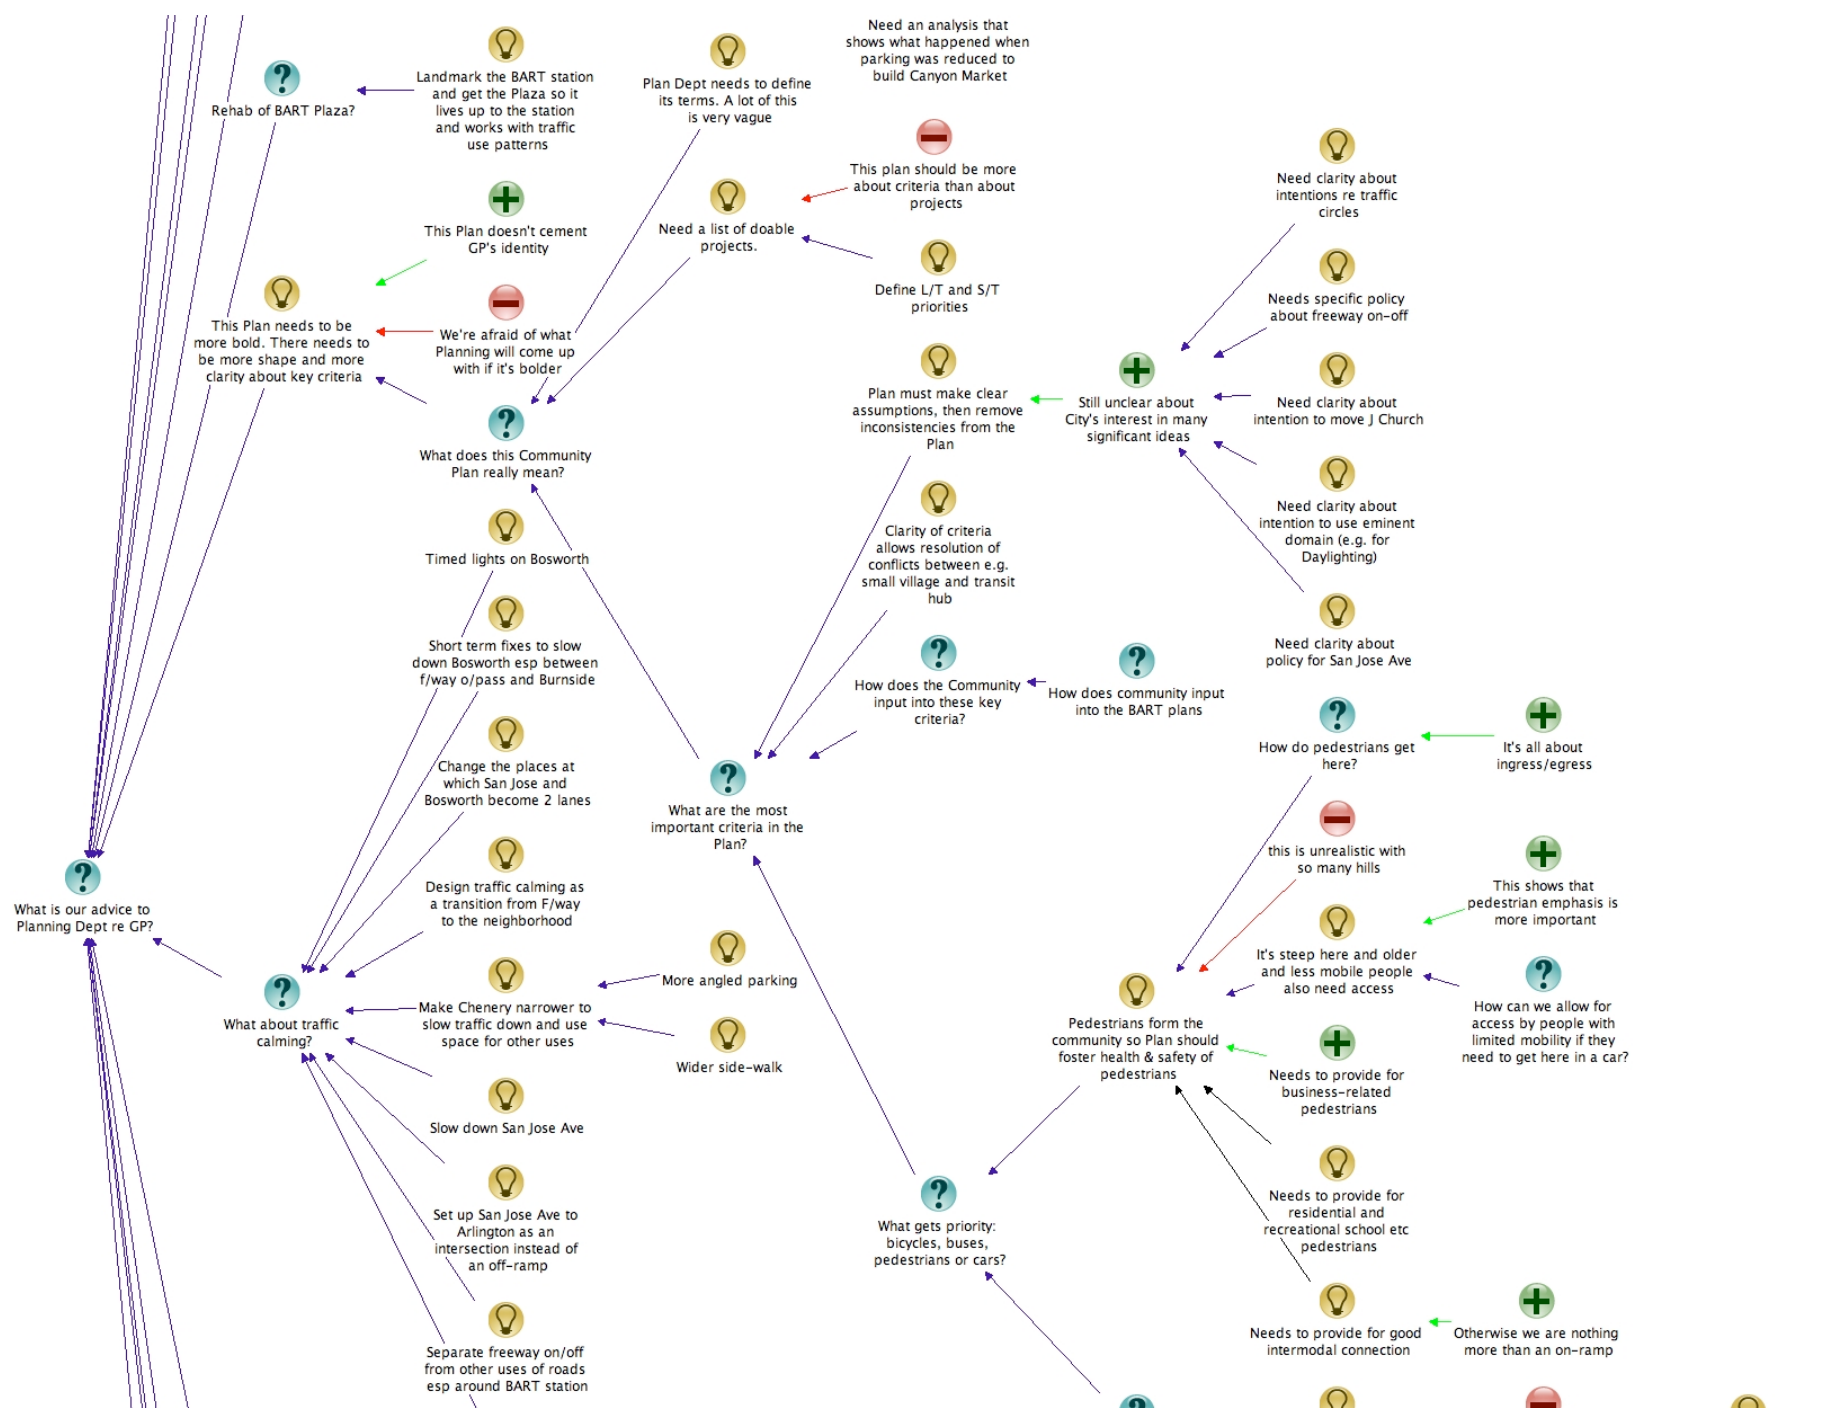 Need an analysis that
shows what happened when
parking was reduced to
build Canyon Market
Landmark the BART station
and get the Plaza so it
lives up to the station
and works with traffic
use patterns
Plan Dept needs to define
its terms. A lot of this
is very vague
Rehab of BART Plaza?
This plan should be more
about criteria than about
projects
Need clarity about
intentions re traffic
circles
This Plan doesn't cement
GP's identity
Need a list of doable
projects.
Define L/T and S/T
priorities
Needs specific policy
about freeway on-off
This Plan needs to be
more bold. There needs to
be more shape and more
clarity about key criteria
We're afraid of what
Planning will come up
with if it's bolder
Plan must make clear
assumptions, then remove
inconsistencies from the
Plan
Still unclear about
City's interest in many
significant ideas
Need clarity about
intention to move J Church
What does this Community
Plan really mean?
Need clarity about
intention to use eminent
domain (e.g. for
Daylighting)
Clarity of criteria
allows resolution of
conflicts between e.g.
small village and transit
hub
Timed lights on Bosworth
Short term fixes to slow
down Bosworth esp between
f/way o/pass and Burnside
Need clarity about
policy for San Jose Ave
How does the Community
input into these key
criteria?
How does community input
into the BART plans
How do pedestrians get
here?
It's all about
ingress/egress
Change the places at
which San Jose and
Bosworth become 2 lanes
What are the most
important criteria in the
Plan?
this is unrealistic with
so many hills
Design traffic calming as
a transition from F/way
to the neighborhood
This shows that
pedestrian emphasis is
more important
What is our advice to
Planning Dept re GP?
It's steep here and older
and less mobile people
also need access
More angled parking
Make Chenery narrower to
slow traffic down and use
space for other uses
How can we allow for
access by people with
limited mobility if they
need to get here in a car?
What about traffic
calming?
Pedestrians form the
community so Plan should
foster health & safety of
pedestrians
Wider side-walk
Needs to provide for
business-related
pedestrians
Slow down San Jose Ave
Needs to provide for
residential and
recreational school etc
pedestrians
Set up San Jose Ave to
Arlington as an
intersection instead of
an off-ramp
What gets priority:
bicycles, buses,
pedestrians or cars?
Needs to provide for good
intermodal connection
Otherwise we are nothing
more than an on-ramp
Separate freeway on/off
from other uses of roads
esp around BART station